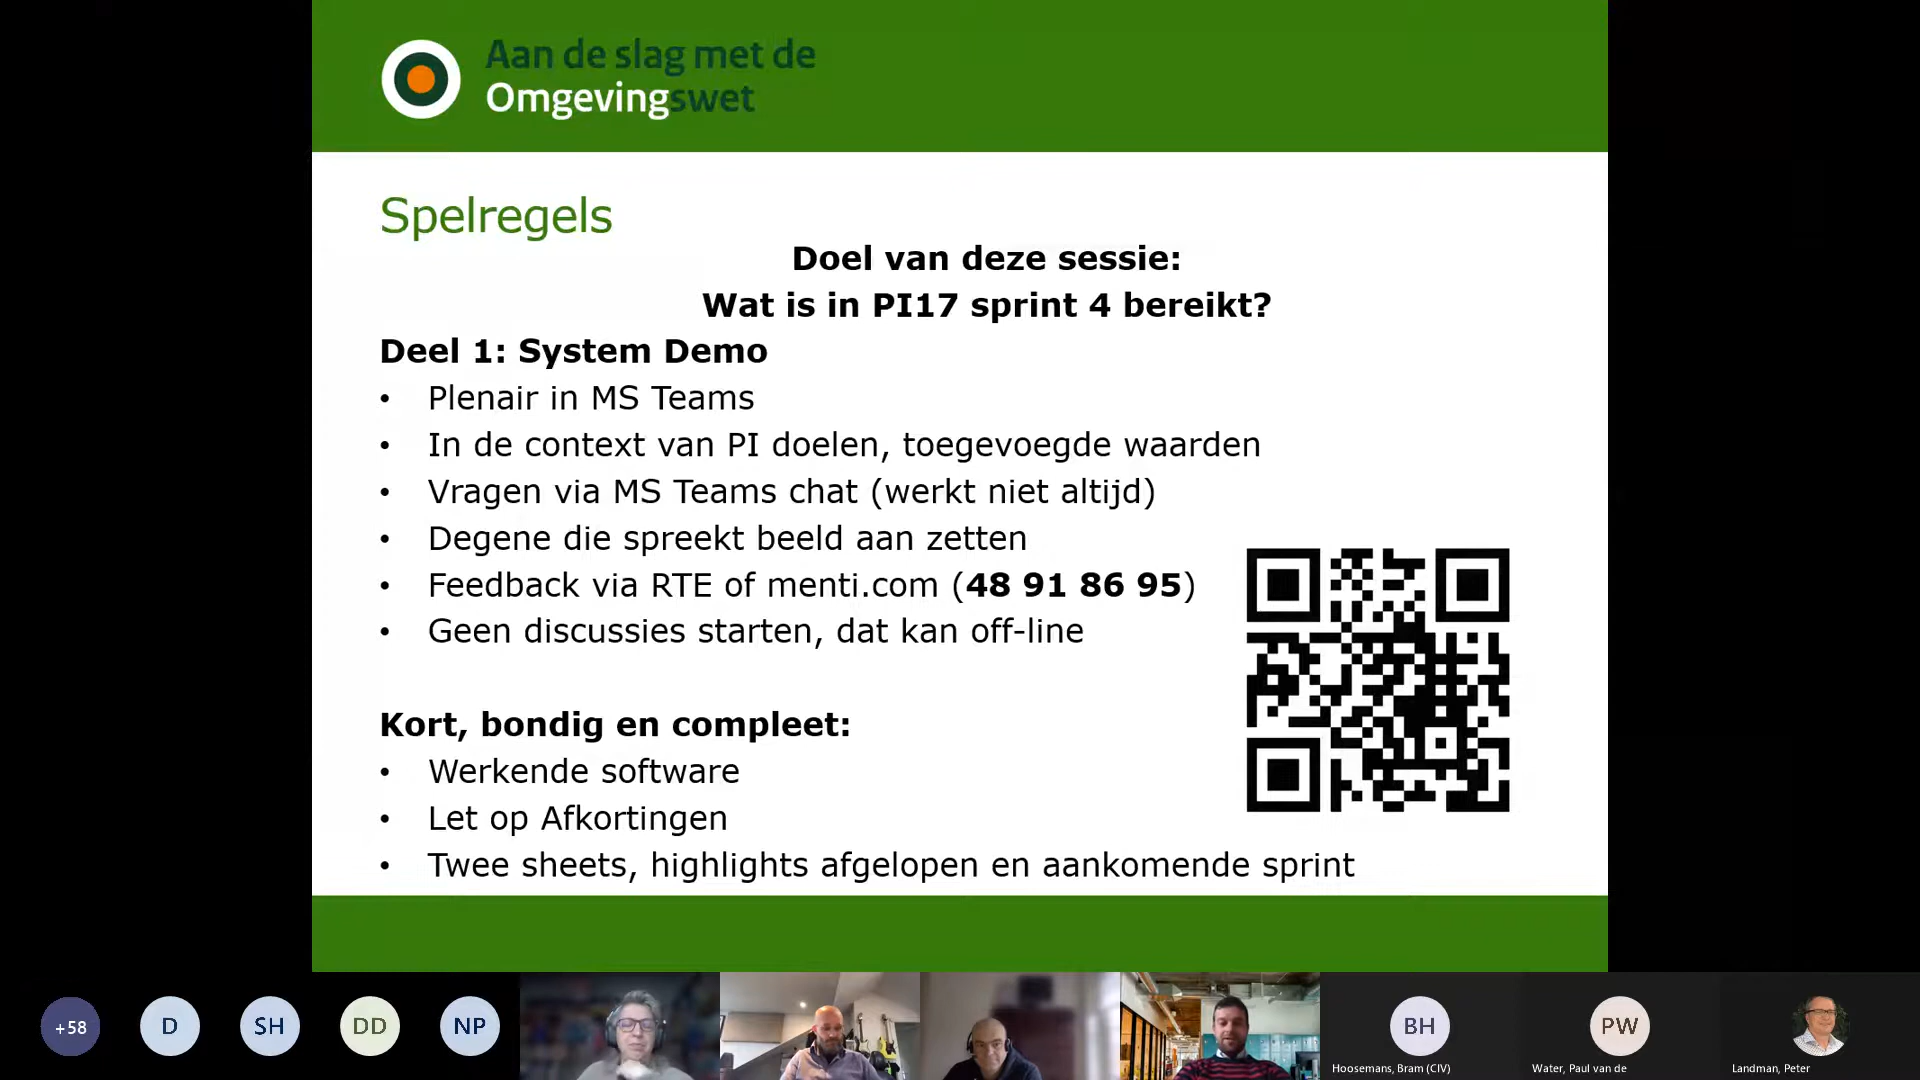 Aan de slag met de
Omgevingswet
Spelregels
Doel van deze sessie:
Wat is in PI17 sprint 4 bereikt?
Deel 1: System Demo
• Plenair in MS Teams
• In de context van PI doelen, toegevoegde waarden
• Vragen via MS Teams chat (werkt niet altijd)
• Degene die spreekt beeld aan zetten
• Feedback via RTE of menti.com (48 91 86 95)
• Geen discussies starten, dat kan off-line
Kort, bondig en compleet:
• Werkende software
• Let op Afkortingen
• Twee sheets, highlights afgelopen en aankomende sprint
+58
D
SH
DD
NP
BH
PW
Hoosemans, Bram (CIV)
Water, Paul van de
Landman, Peter